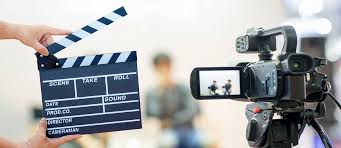 SCENE TAKE ROLL
DATE SOUND
PROD.CO.
DIRECTOR
CAMERAMAN